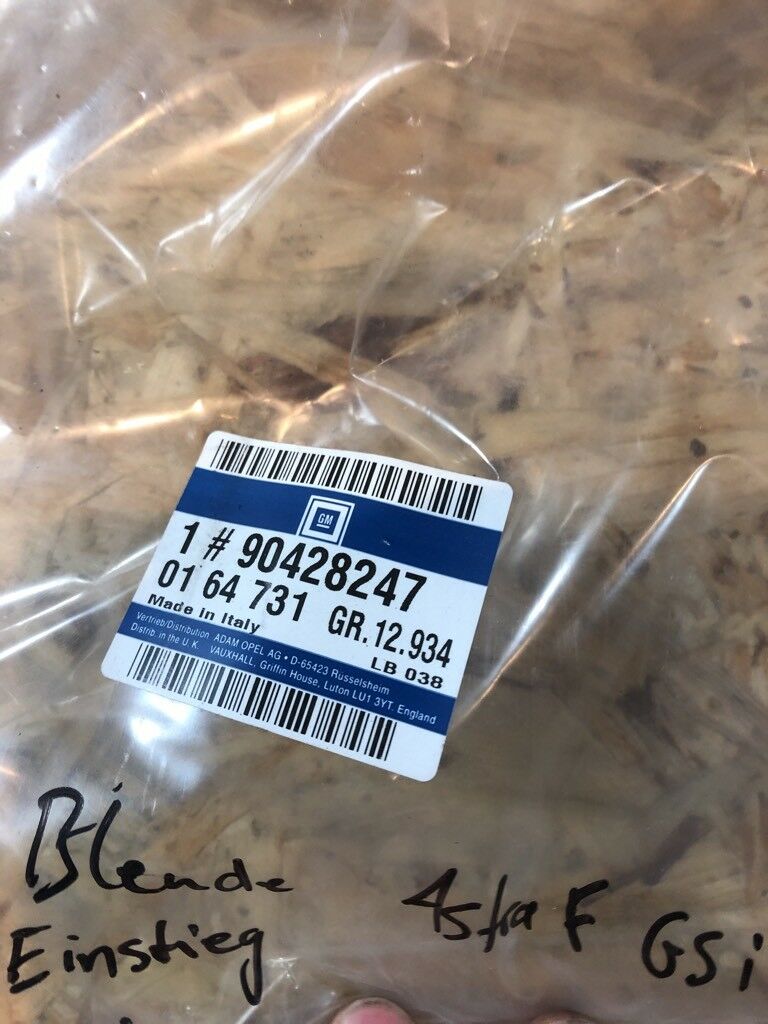 GM
1 # 90428247
01 64 731 GR.12.934
Made in Italy LB 038
Vertrieb/Distribution ADAM OPEL AG • D-65423 Russelsheim
Distrib. in the U.K. VAUXHALL, Griffin House, Luton LU1 3YT. England
Blende
Einstieg Astra F GSi